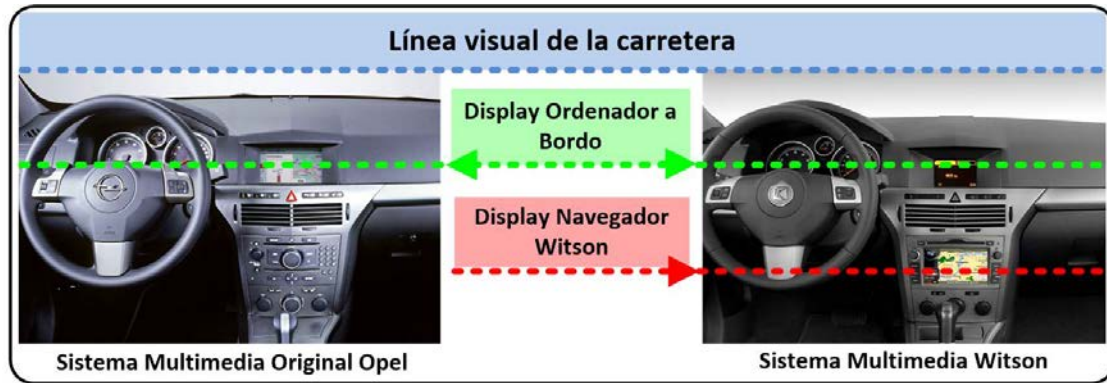 Línea visual de la carretera
Display Ordenador a
Bordo
Display Navegador
Witson
Sistema Multimedia Original Opel
Sistema Multimedia Witson